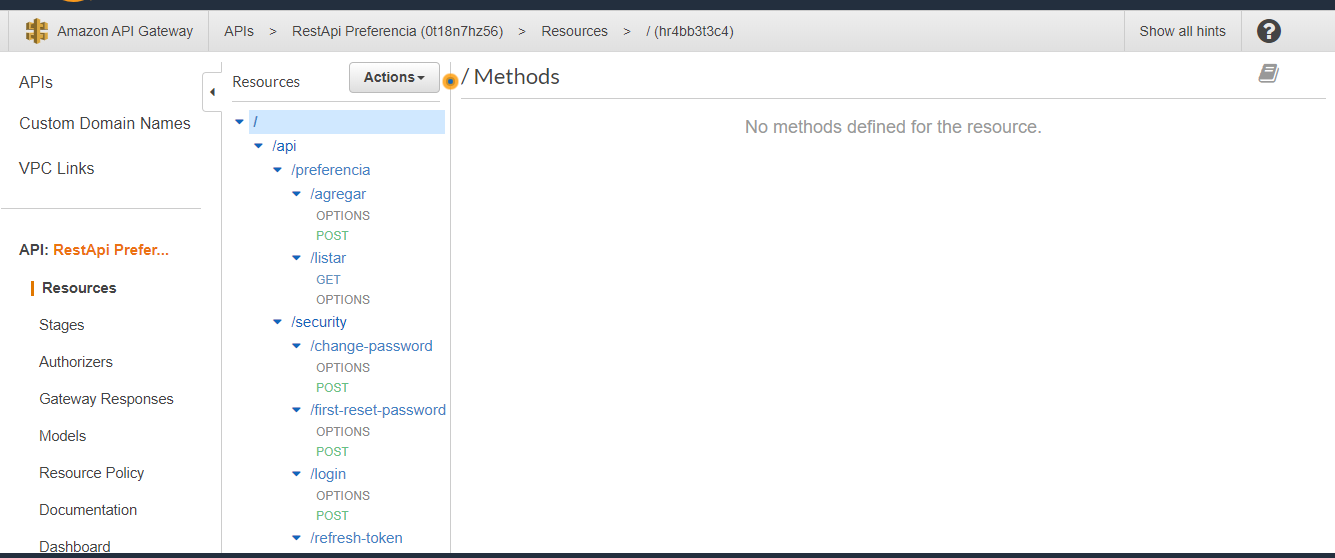 Amazon API Gateway
APIs > RestApi Preferencia (0t18n7hz56) > Resources > / (hr4bb3t3c4)
Show all hints
?
APIs
Custom Domain Names
VPC Links
API: RestApi Prefer...
Resources
Stages
Authorizers
Gateway Responses
Models
Resource Policy
Documentation
Dashboard
Resources
Actions
/
/api
/preferencia
/agregar
OPTIONS
POST
/listar
GET
OPTIONS
/security
/change-password
OPTIONS
POST
/first-reset-password
OPTIONS
POST
/login
OPTIONS
POST
/refresh-token
/ Methods
No methods defined for the resource.